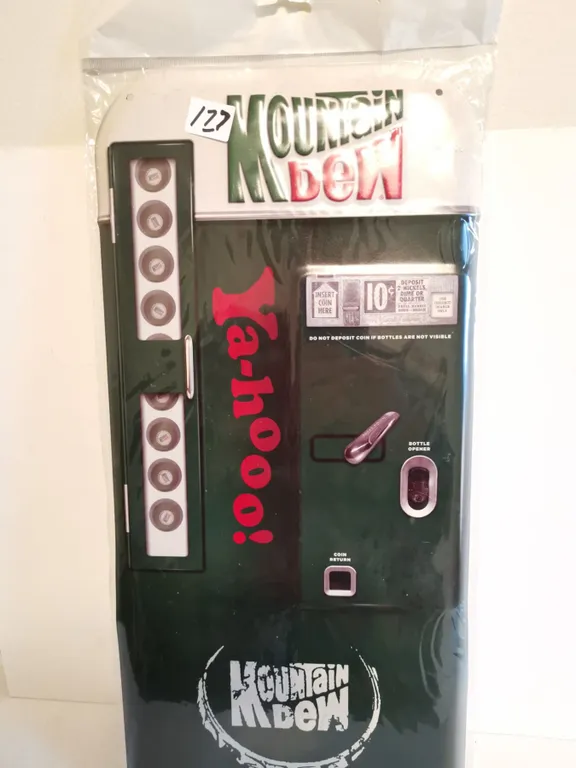 127
Mountain
Dew
Ya-hooo!
INSERT
COIN
HERE
10¢
DEPOSIT
2 NICKELS,
DIME OR
QUARTER
DO NOT DEPOSIT COIN IF BOTTLES ARE NOT VISIBLE
BOTTLE
OPENER
COIN
RETURN
Mountain
Dew